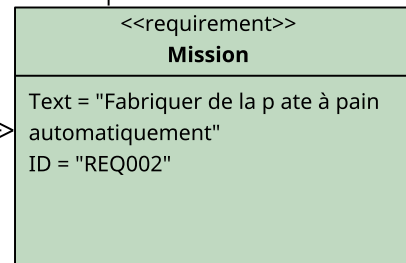 <<requirement>>
Mission
Text = "Fabriquer de la p ate à pain
automatiquement"
ID = "REQ002"